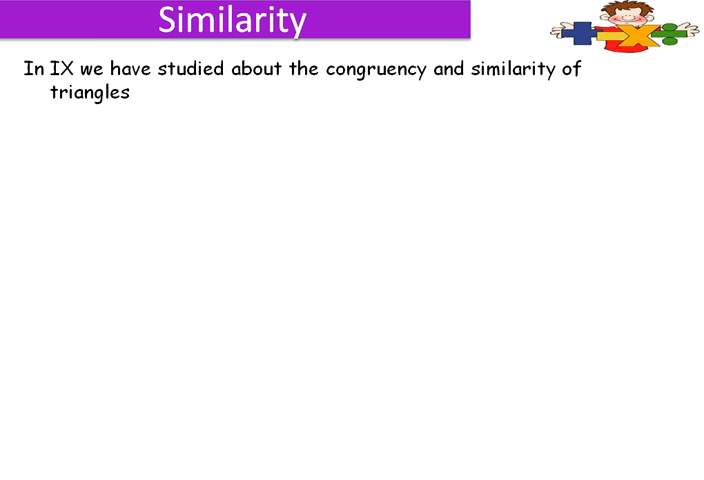 Similarity
In IX we have studied about the congruency and similarity of
triangles